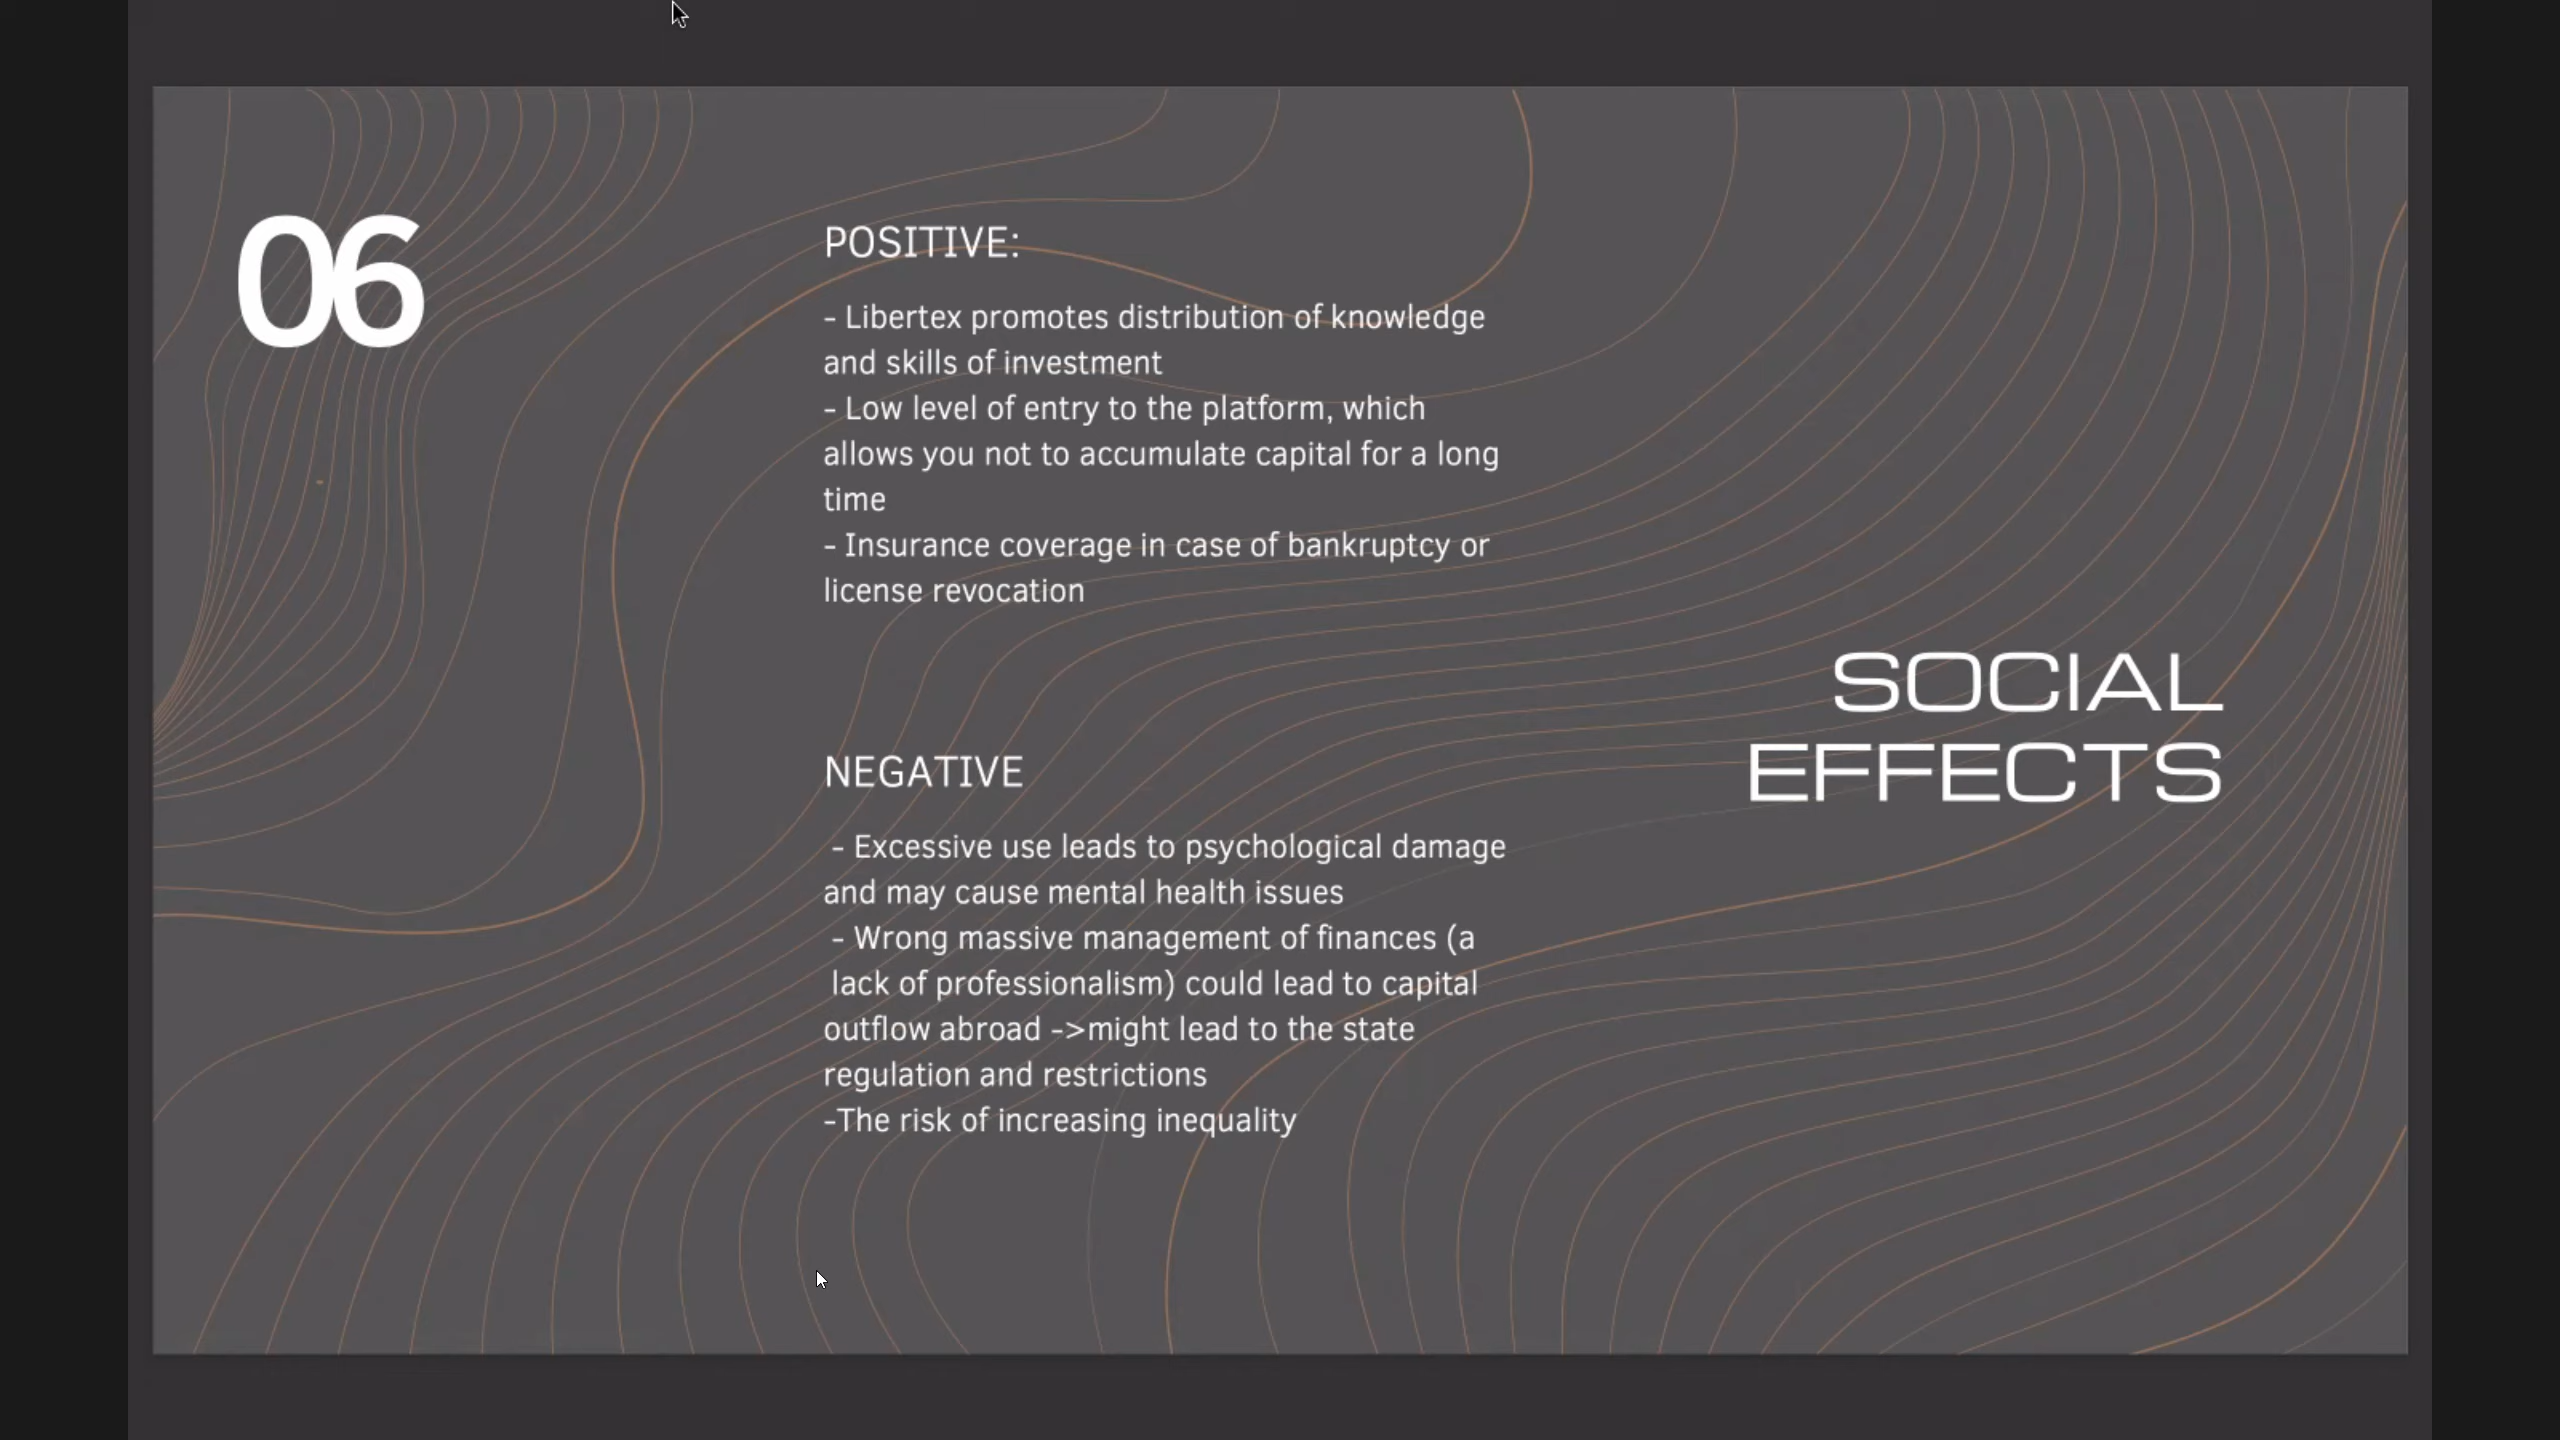 06
POSITIVE:
- Libertex promotes distribution of knowledge
and skills of investment
- Low level of entry to the platform, which
allows you not to accumulate capital for a long
time
- Insurance coverage in case of bankruptcy or
license revocation
SOCIAL
EFFECTS
NEGATIVE
- Excessive use leads to psychological damage
and may cause mental health issues
- Wrong massive management of finances (a
lack of professionalism) could lead to capital
outflow abroad ->might lead to the state
regulation and restrictions
-The risk of increasing inequality